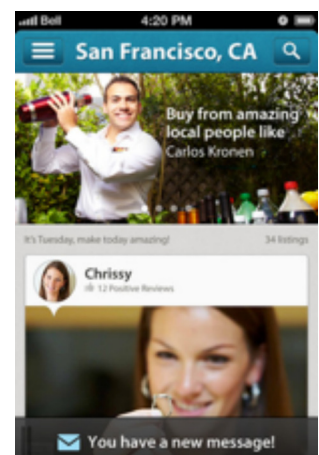 Bell 4:20 PM
San Francisco, CA
Buy from amazing
local people like
Carlos Kronen
It's Tuesday, make today amazing! 34 listings
Chrissy
12 Positive Reviews
You have a new message!